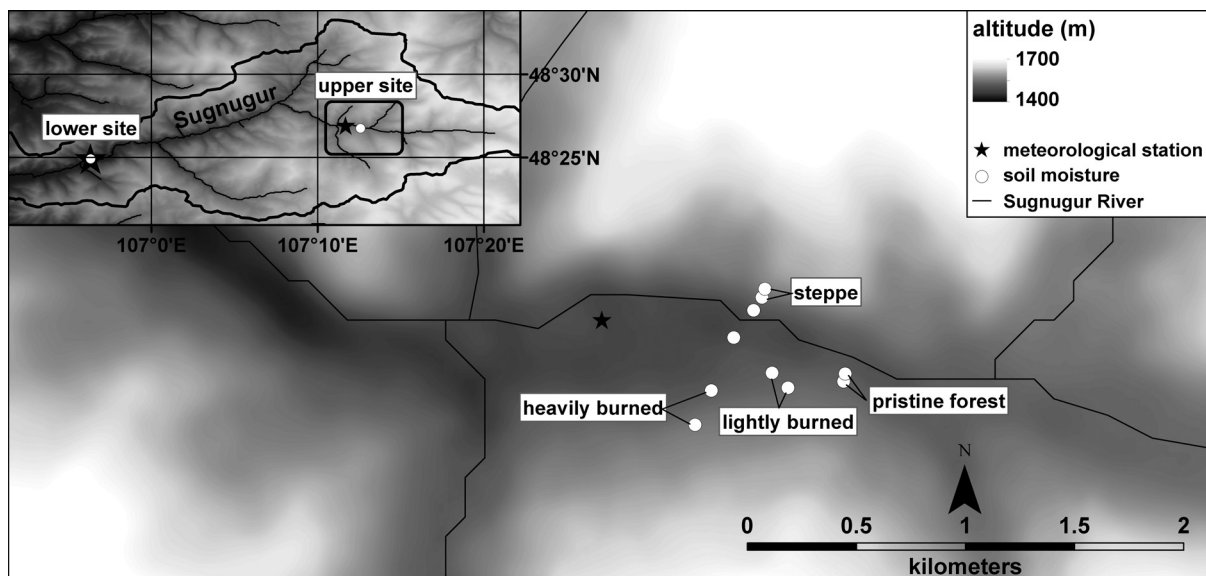 altitude (m)
1700
1400
meteorological station
soil moisture
Sugnugur River
48°30'N
upper site
Sugnugur
lower site
48°25'N
107°0'E
107°10'E
107°20'E
steppe
pristine forest
heavily burned
lightly burned
N
0 0.5 1 1.5 2
kilometers